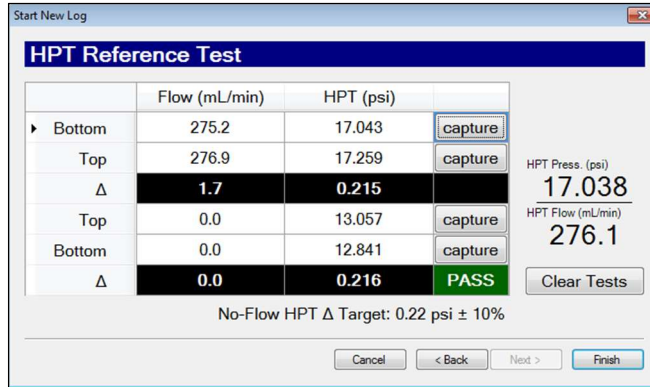 Start New Log
HPT Reference Test
Flow (mL/min) HPT (psi)
Bottom 275.2 17.043 capture
Top 276.9 17.259 capture
Δ 1.7 0.215
Top 0.0 13.057 capture
Bottom 0.0 12.841 capture
Δ 0.0 0.216 PASS
HPT Press. (psi)
17.038
HPT Flow (mL/min)
276.1
Clear Tests
No-Flow HPT Δ Target: 0.22 psi ± 10%
Cancel < Back Next > Finish